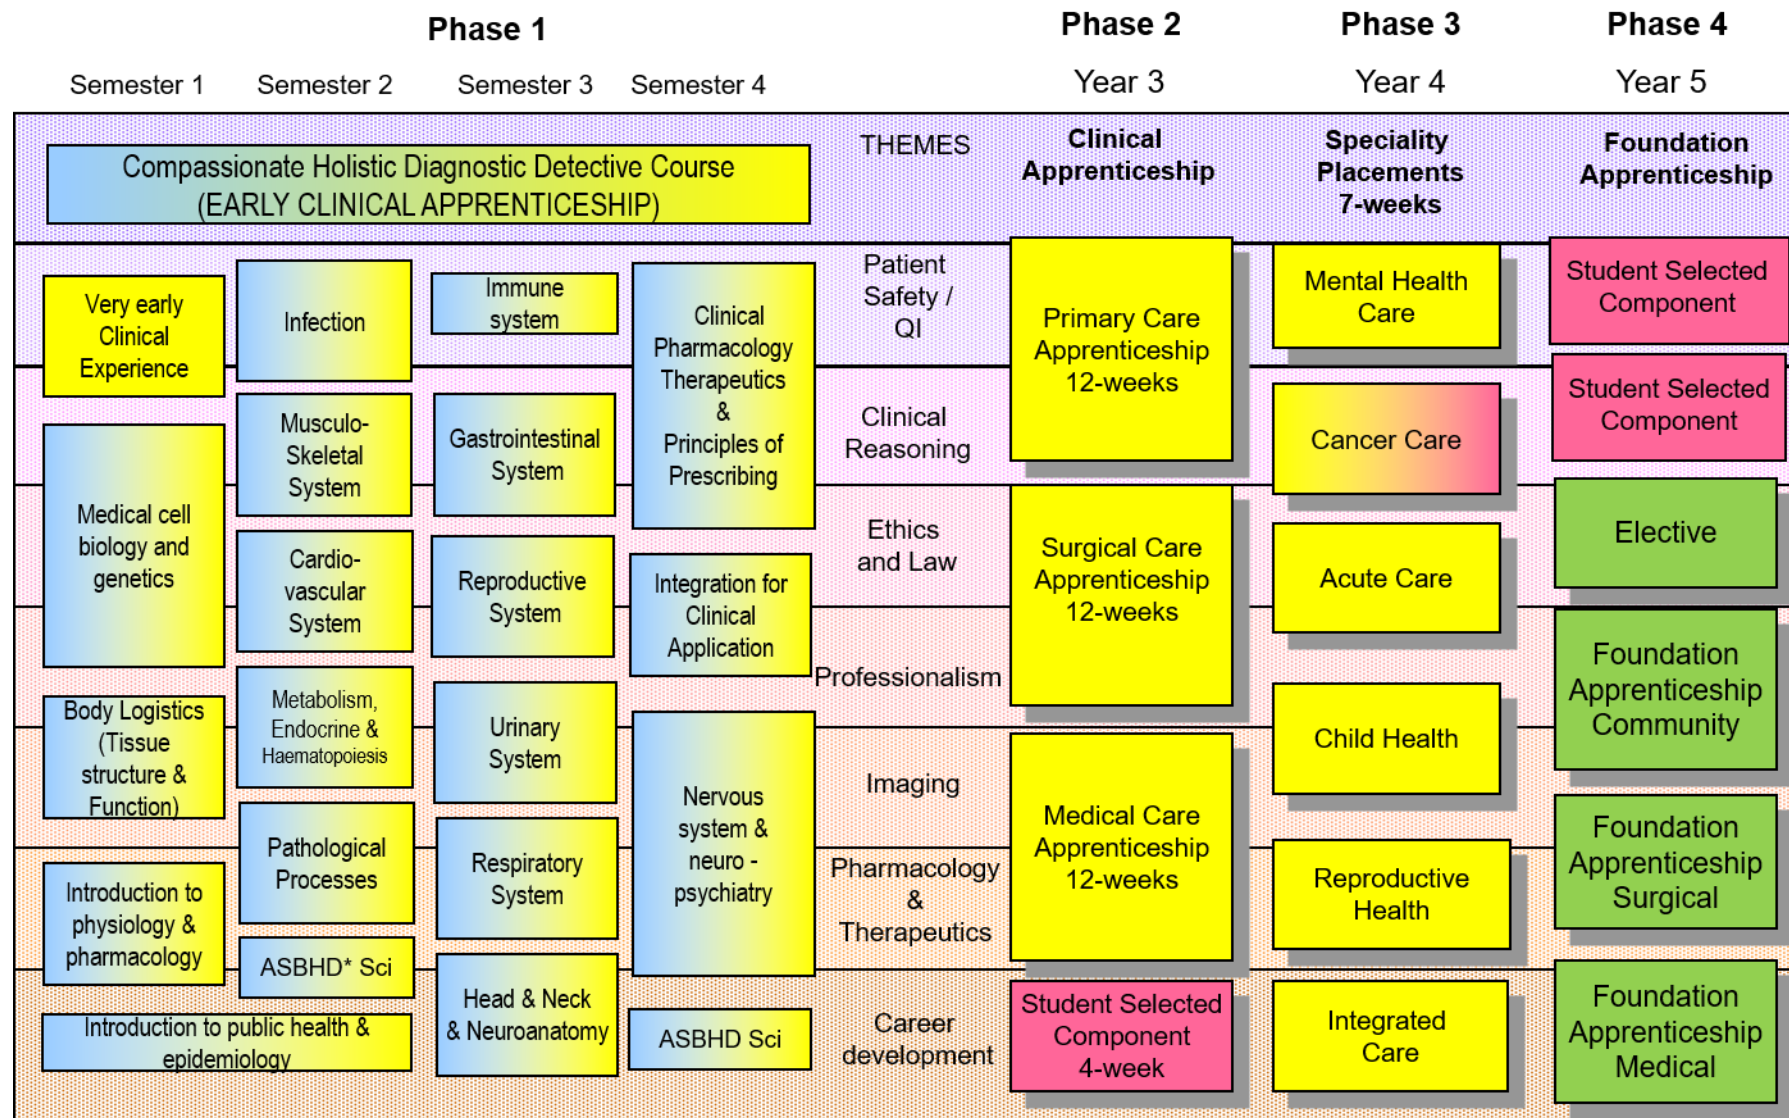 Phase 1
Phase 2
Phase 3
Phase 4
Semester 1
Semester 2
Semester 3
Semester 4
Year 3
Year 4
Year 5
Compassionate Holistic Diagnostic Detective Course
(EARLY CLINICAL APPRENTICESHIP)
THEMES
Clinical
Apprenticeship
Speciality
Placements
7-weeks
Foundation
Apprenticeship
Very early
Clinical
Experience
Medical cell
biology and
genetics
Body Logistics
(Tissue
structure &
Function)
Introduction to
physiology &
pharmacology
Introduction to public health &
epidemiology
Infection
Musculo-
Skeletal
System
Cardio-
vascular
System
Metabolism,
Endocrine &
Haematopoiesis
Pathological
Processes
ASBHD* Sci
Immune
system
Gastrointestinal
System
Reproductive
System
Urinary
System
Respiratory
System
Head & Neck
& Neuroanatomy
Clinical
Pharmacology
Therapeutics
&
Principles of
Prescribing
Integration for
Clinical
Application
Nervous
system &
neuro -
psychiatry
ASBHD Sci
Patient
Safety /
QI
Clinical
Reasoning
Ethics
and Law
Professionalism
Imaging
Pharmacology
&
Therapeutics
Career
development
Primary Care
Apprenticeship
12-weeks
Surgical Care
Apprenticeship
12-weeks
Medical Care
Apprenticeship
12-weeks
Student Selected
Component
4-week
Mental Health
Care
Cancer Care
Acute Care
Child Health
Reproductive
Health
Integrated
Care
Student Selected
Component
Student Selected
Component
Elective
Foundation
Apprenticeship
Community
Foundation
Apprenticeship
Surgical
Foundation
Apprenticeship
Medical